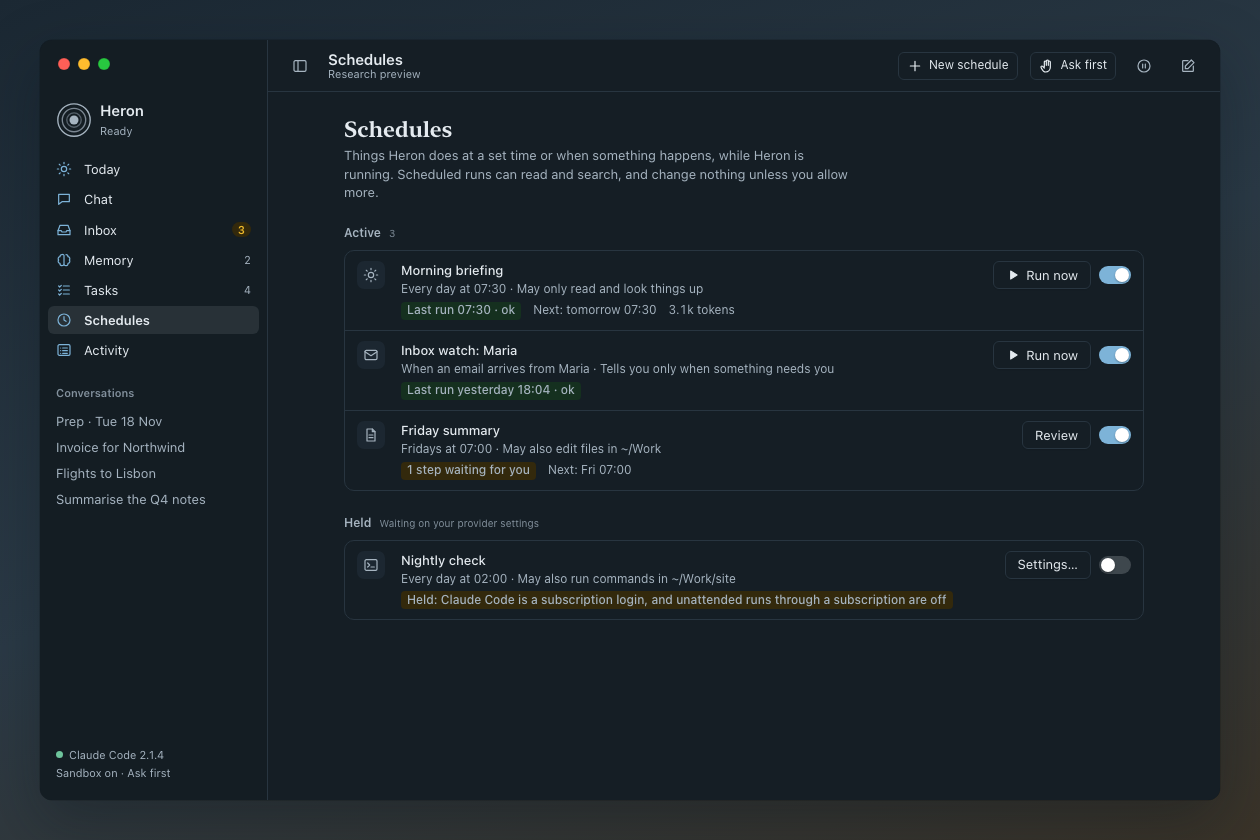 Heron
Ready
Today
Chat
Inbox
3
Memory
2
Tasks
4
Schedules
Activity
Conversations
Prep · Tue 18 Nov
Invoice for Northwind
Flights to Lisbon
Summarise the Q4 notes
Claude Code 2.1.4
Sandbox on · Ask first
Schedules
Research preview
New schedule
Ask first
Schedules
Things Heron does at a set time or when something happens, while Heron is
running. Scheduled runs can read and search, and change nothing unless you allow
more.
Active 3
Morning briefing
Every day at 07:30 · May only read and look things up
Last run 07:30 · ok Next: tomorrow 07:30 3.1k tokens
Run now
Inbox watch: Maria
When an email arrives from Maria · Tells you only when something needs you
Last run yesterday 18:04 · ok
Run now
Friday summary
Fridays at 07:00 · May also edit files in ~/Work
1 step waiting for you Next: Fri 07:00
Review
Held Waiting on your provider settings
Nightly check
Every day at 02:00 · May also run commands in ~/Work/site
Held: Claude Code is a subscription login, and unattended runs through a subscription are off
Settings…